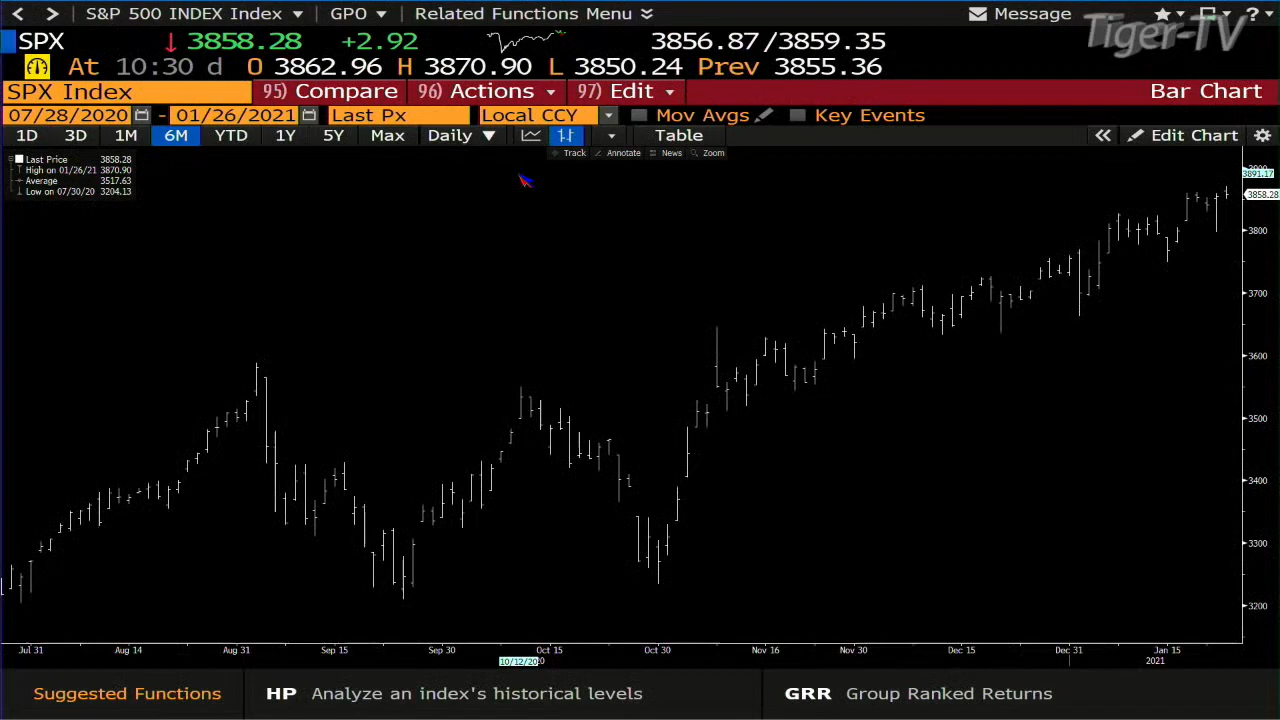 S&P 500 INDEX Index GPO Related Functions Menu Message ?
Tiger-TV
SPX 3858.28 +2.92 3856.87/3859.35
At 10:30 d O 3862.96 H 3870.90 L 3850.24 Prev 3855.36
SPX Index 95) Compare 96) Actions 97) Edit Bar Chart
07/28/2020 - 01/26/2021 Last Px Local CCY Mov Avgs Key Events
1D 3D 1M 6M YTD 1Y 5Y Max Daily Table Edit Chart
Track Annotate News Zoom
Last Price 3858.28
High on 01/26/21 3870.90
Average 3517.63
Low on 07/30/20 3204.13
3891.17
3858.28
3800
3700
3600
3500
3400
3300
3200
Jul 31 Aug 14 Aug 31 Sep 15 Sep 30 Oct 15 Oct 30 Nov 16 Nov 30 Dec 15 Dec 31 Jan 15
10/12/20 2021
Suggested Functions HP Analyze an index's historical levels GRR Group Ranked Returns